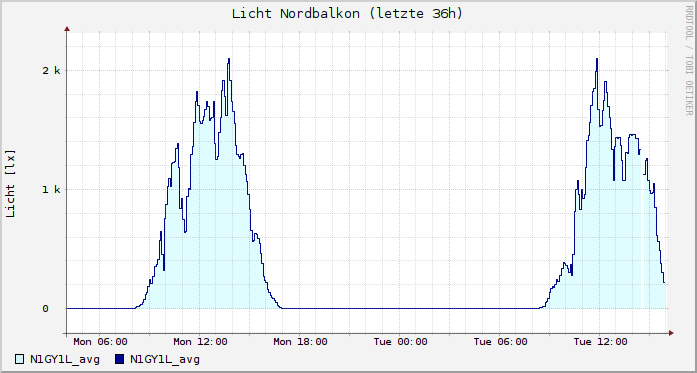 Licht Nordbalkon (letzte 36h)
RRDTOOL / TOBI OETIKER
Licht [lx]
2 k
1 k
0
Mon 06:00 Mon 12:00 Mon 18:00 Tue 00:00 Tue 06:00 Tue 12:00
N1GY1L_avg N1GY1L_avg